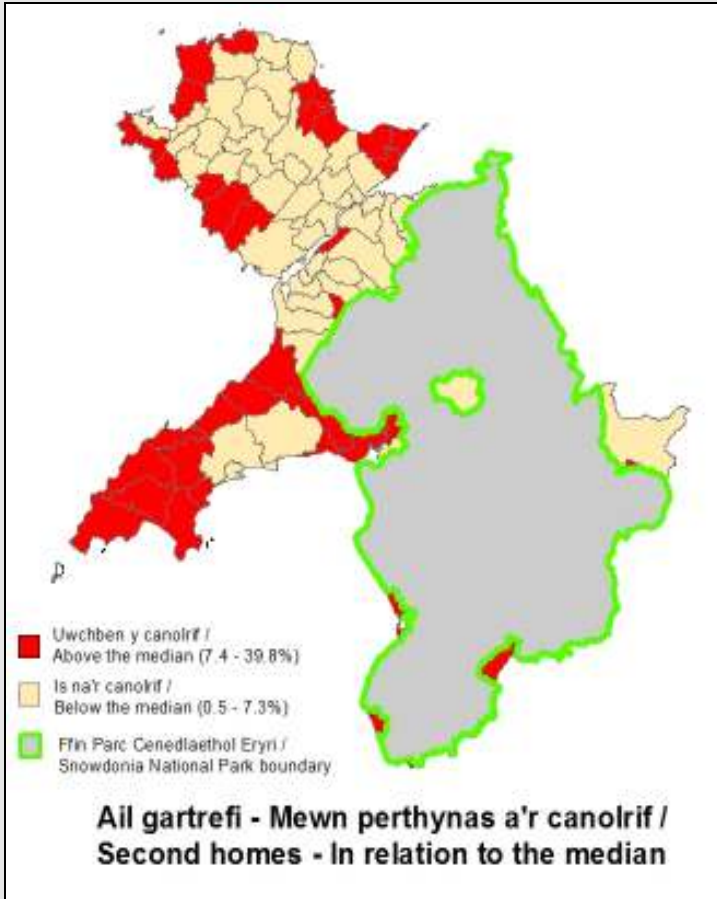 Uwchben y canolrif /
Above the median (7.4 - 39.8%)
Is na'r canolrif /
Below the median (0.5 - 7.3%)
Ffin Parc Cenedlaethol Eryri /
Snowdonia National Park boundary
Ail gartrefi - Mewn perthynas a'r canolrif /
Second homes - In relation to the median